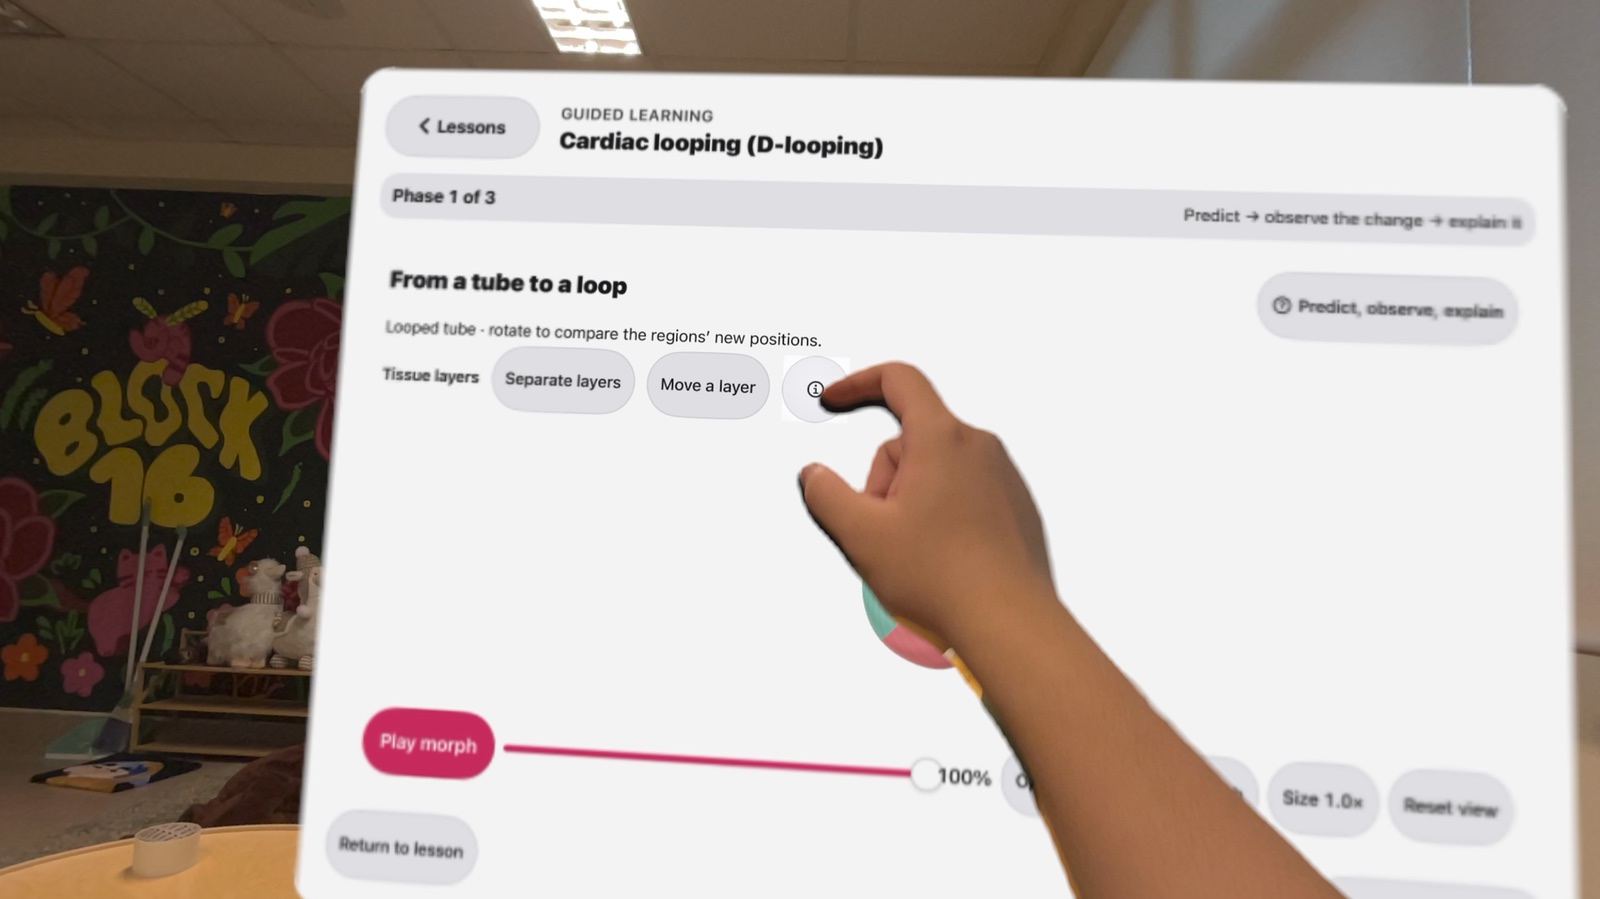 Lessons
GUIDED LEARNING
Cardiac looping (D-looping)
Phase 1 of 3
Predict → observe the change → explain it
From a tube to a loop
Predict, observe, explain
Looped tube · rotate to compare the regions’ new positions.
Tissue layers
Separate layers
Move a layer
BLOCK
16
Play morph
100%
Size 1.0×
Reset view
Return to lesson